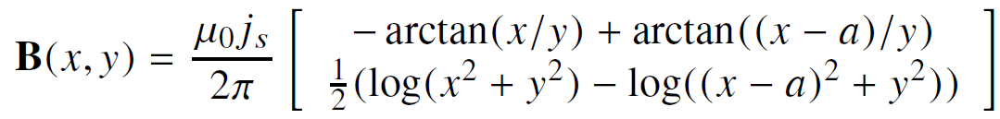 B(x, y) = μ₀jₛ / 2π [ − arctan(x/y) + arctan((x − a)/y)
½(log(x² + y²) − log((x − a)² + y²)) ]